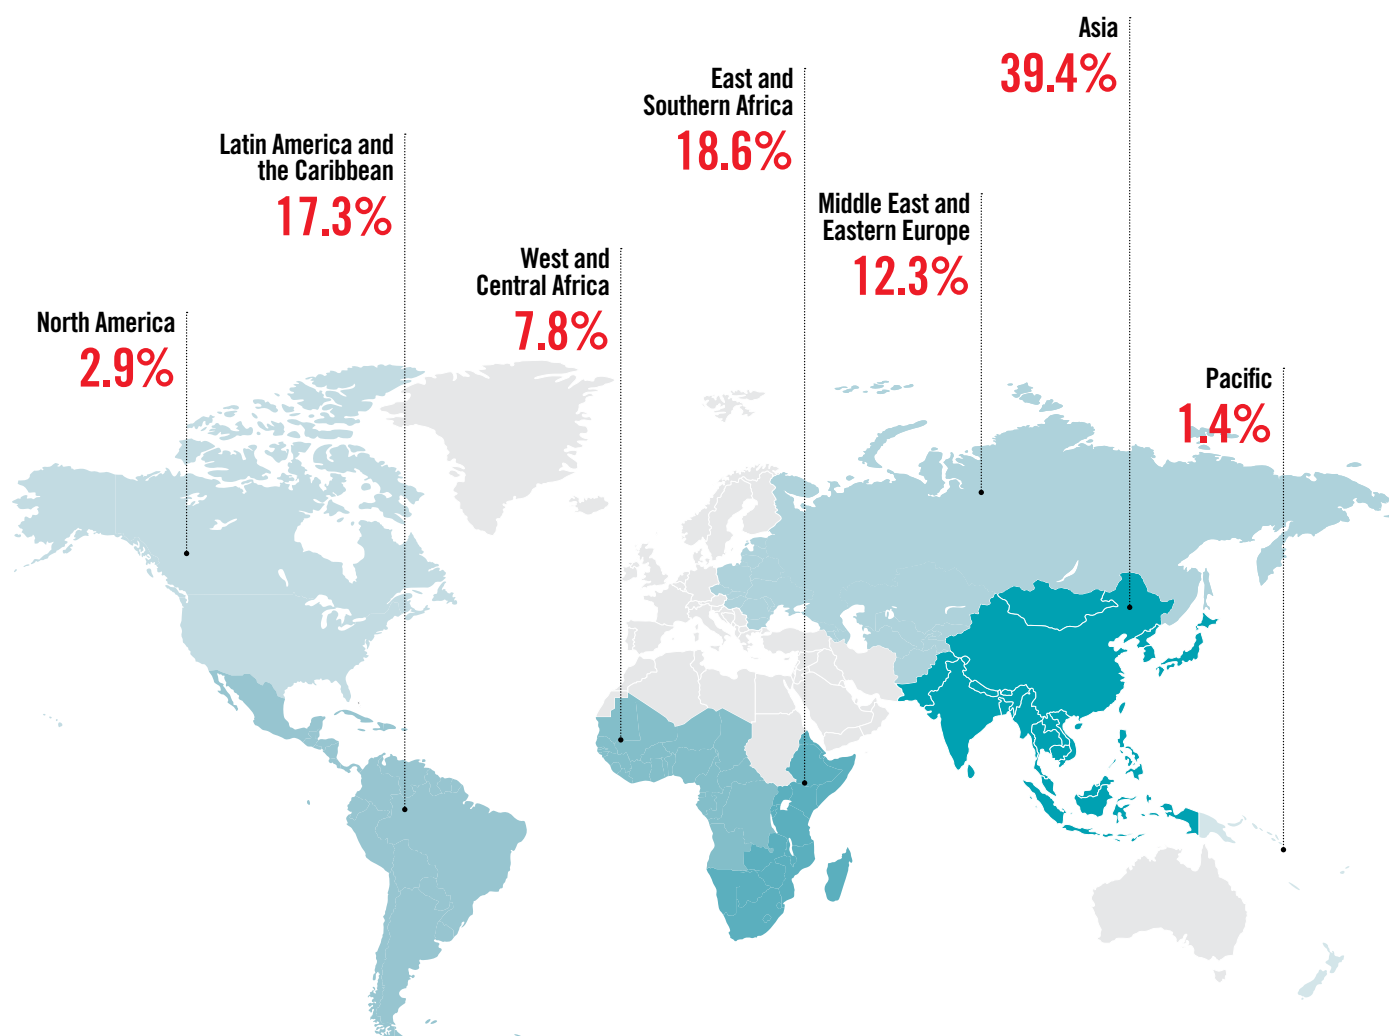 Asia
39.4%
East and
Southern Africa
18.6%
Latin America and
the Caribbean
17.3%
Middle East and
Eastern Europe
12.3%
West and
Central Africa
7.8%
North America
2.9%
Pacific
1.4%